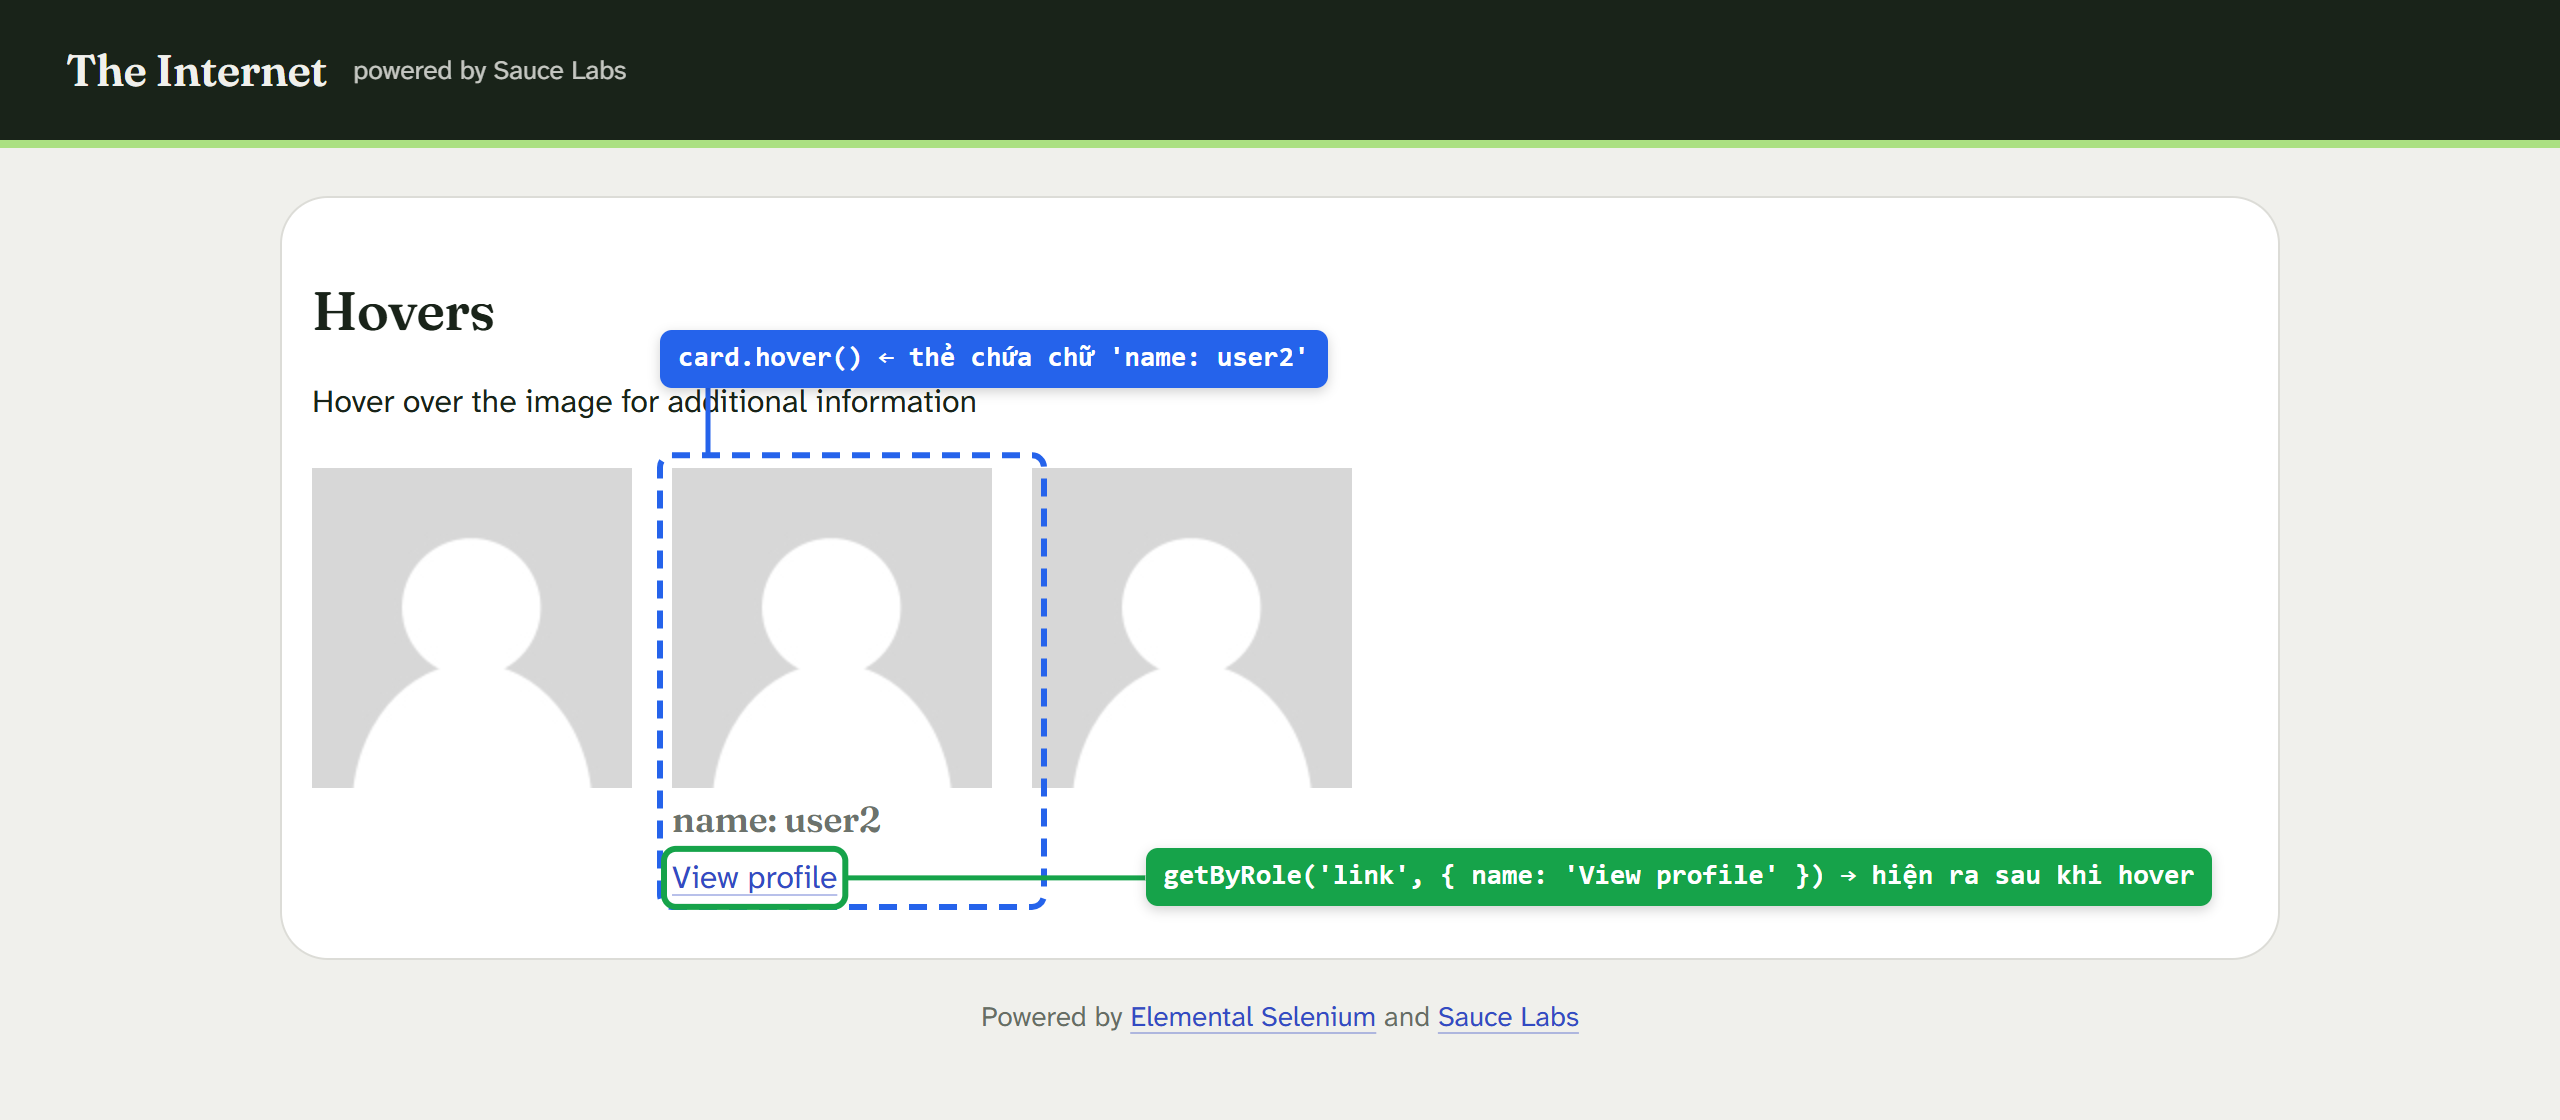 The Internet powered by Sauce Labs
Hovers
card.hover() ← thẻ chứa chữ 'name: user2'
Hover over the image for additional information
name: user2
View profile
getByRole('link', { name: 'View profile' }) → hiện ra sau khi hover
Powered by Elemental Selenium and Sauce Labs